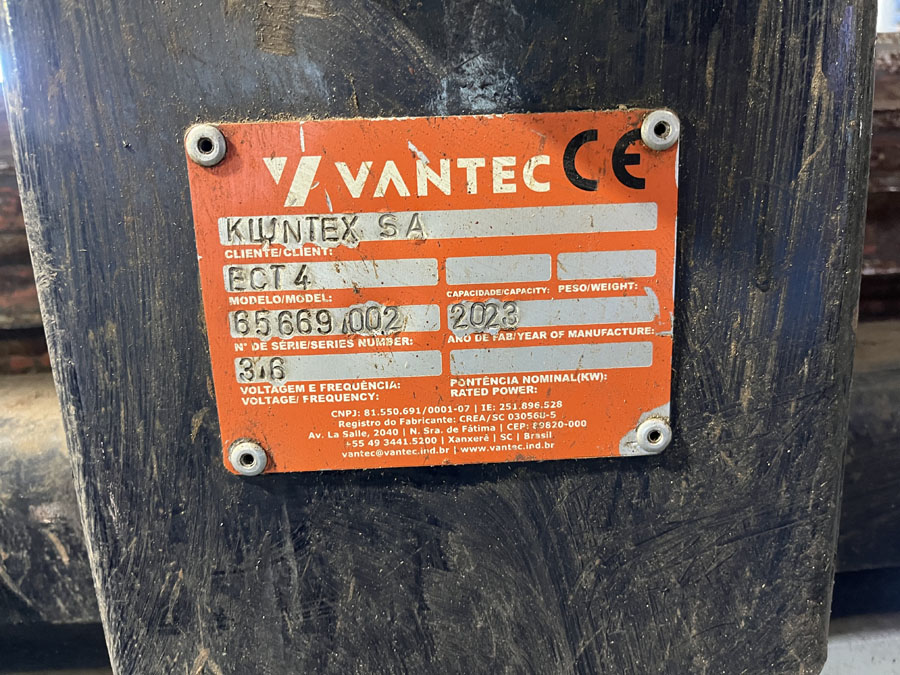 VANTEC CE
KLINTEX SA
CLIENTE/CLIENT:
ECT 4
MODELO/MODEL:
CAPACIDADE/CAPACITY: PESO/WEIGHT:
65669/002 2023
N° DE SÉRIE/SERIES NUMBER: ANO DE FAB/YEAR OF MANUFACTURE:
3/6
VOLTAGEM E FREQUÊNCIA: PONTÊNCIA NOMINAL(KW):
VOLTAGE/ FREQUENCY: RATED POWER:
CNPJ: 81.550.691/0001-07 | IE: 251.896.528
Registro do Fabricante: CREA/SC 03056U-5
Av. La Salle, 2040 | N. Sra. de Fátima | CEP: 89820-000
+55 49 3441.5200 | Xanxerê | SC | Brasil
vantec@vantec.ind.br | www.vantec.ind.br